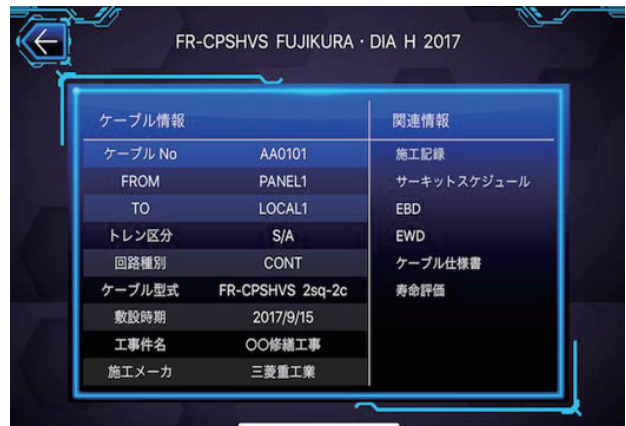 FR-CPSHVS FUJIKURA・DIA H 2017
ケーブル情報
ケーブル No AA0101
FROM PANEL1
TO LOCAL1
トレン区分 S/A
回路種別 CONT
ケーブル型式 FR-CPSHVS 2sq-2c
敷設時期 2017/9/15
工事件名 〇〇修繕工事
施工メーカ 三菱重工業
関連情報
施工記録
サーキットスケジュール
EBD
EWD
ケーブル仕様書
寿命評価